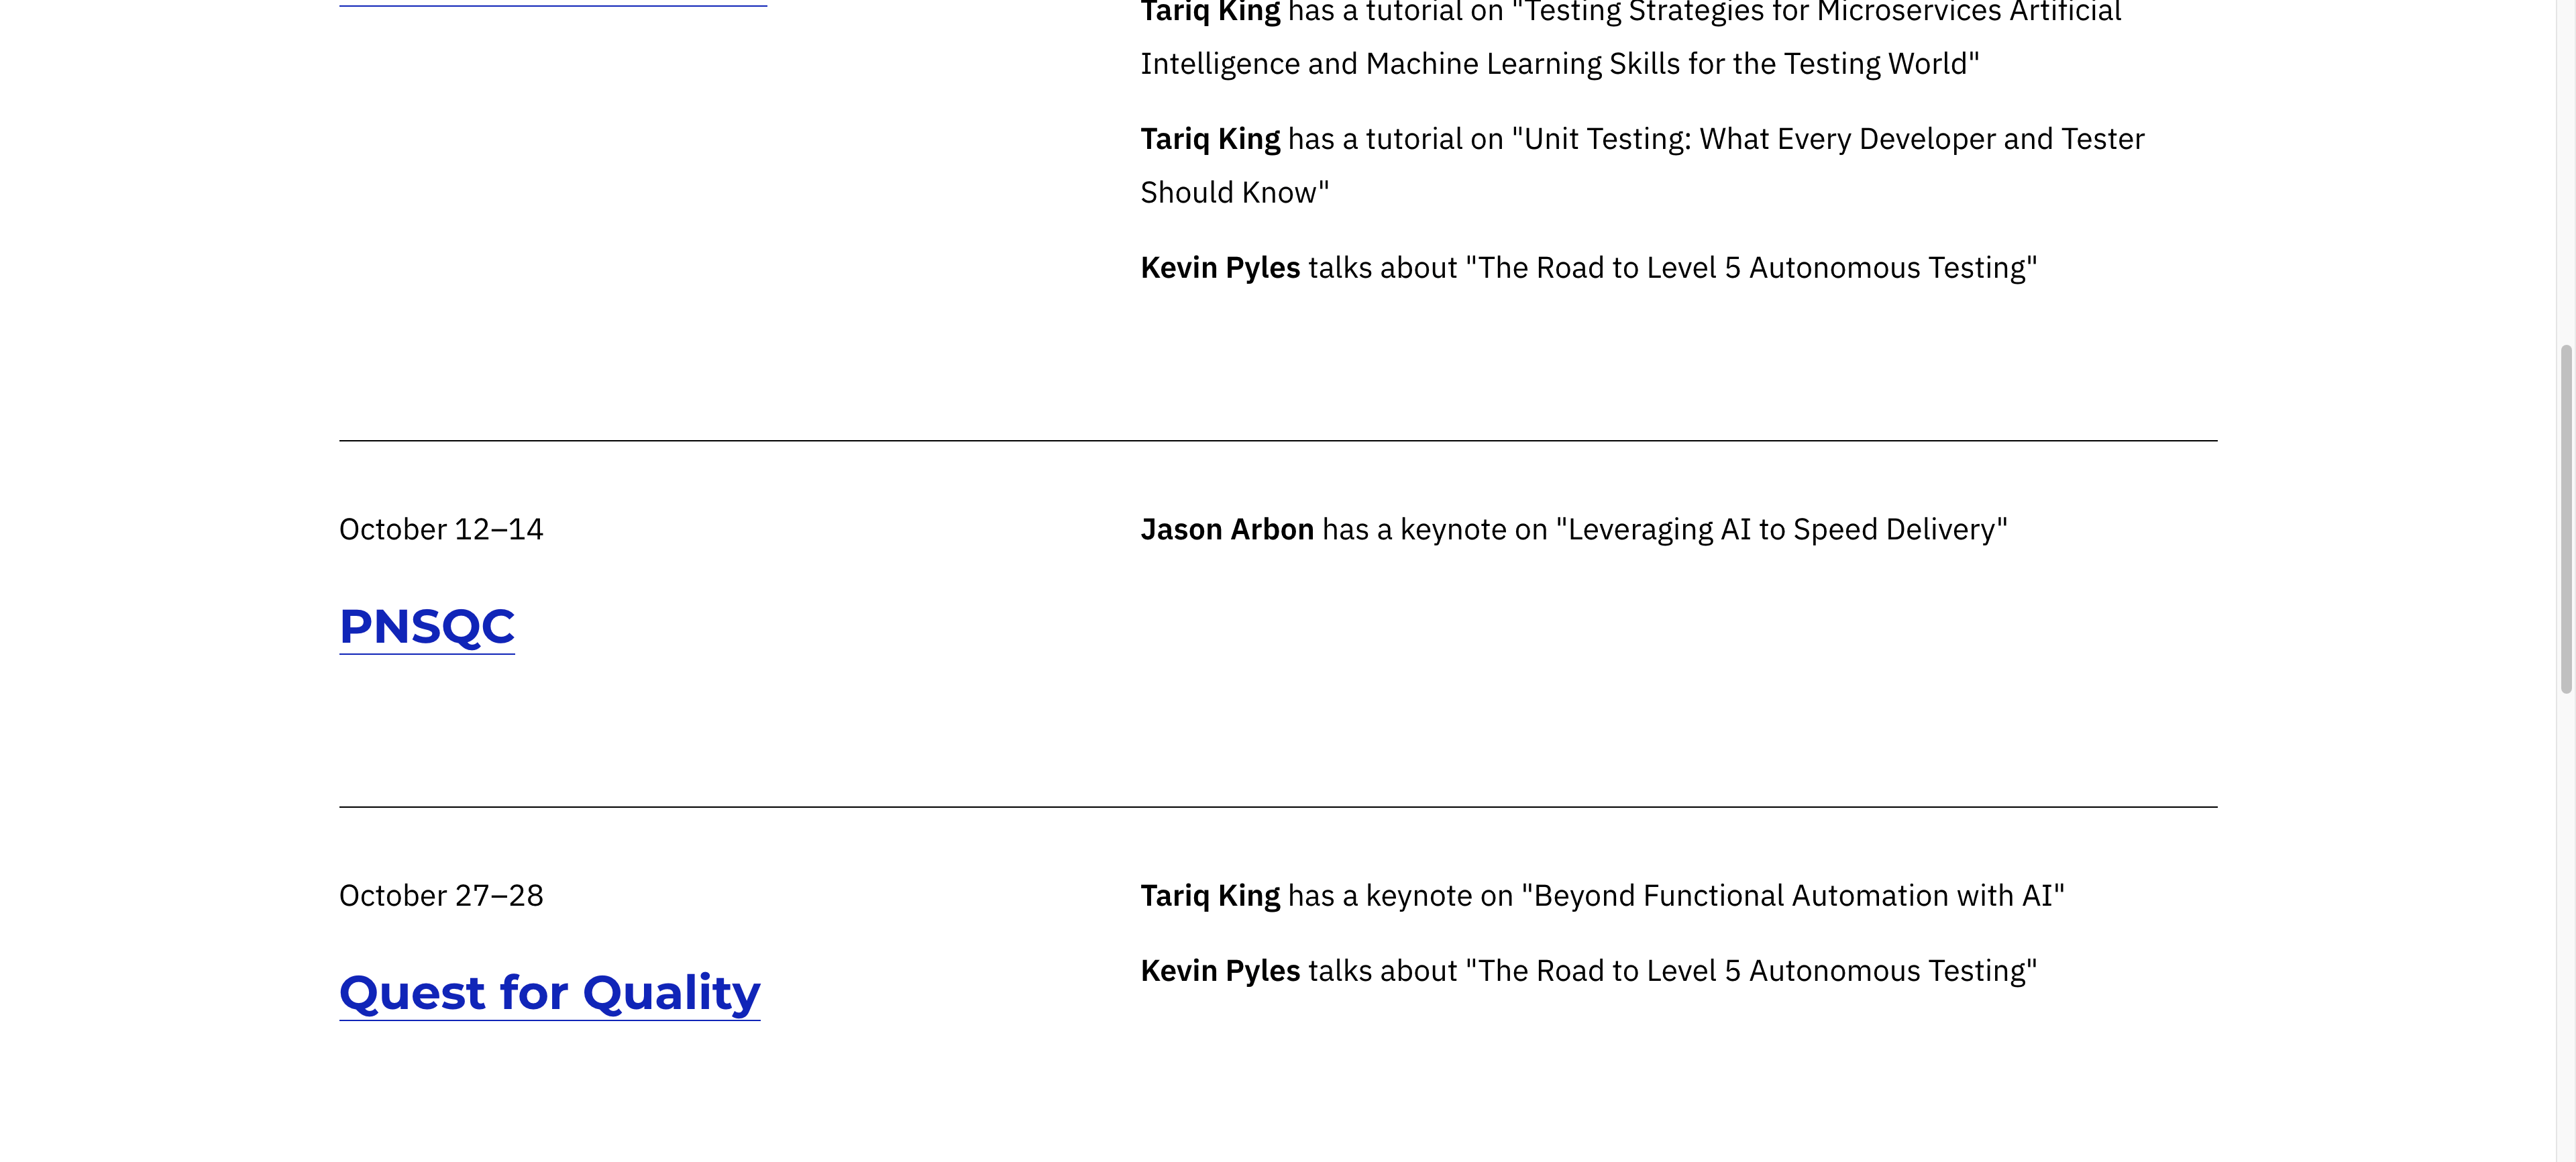 Tariq King has a tutorial on "Testing Strategies for Microservices Artificial
Intelligence and Machine Learning Skills for the Testing World"
Tariq King has a tutorial on "Unit Testing: What Every Developer and Tester
Should Know"
Kevin Pyles talks about "The Road to Level 5 Autonomous Testing"
October 12–14
PNSQC
Jason Arbon has a keynote on "Leveraging AI to Speed Delivery"
October 27–28
Quest for Quality
Tariq King has a keynote on "Beyond Functional Automation with AI"
Kevin Pyles talks about "The Road to Level 5 Autonomous Testing"